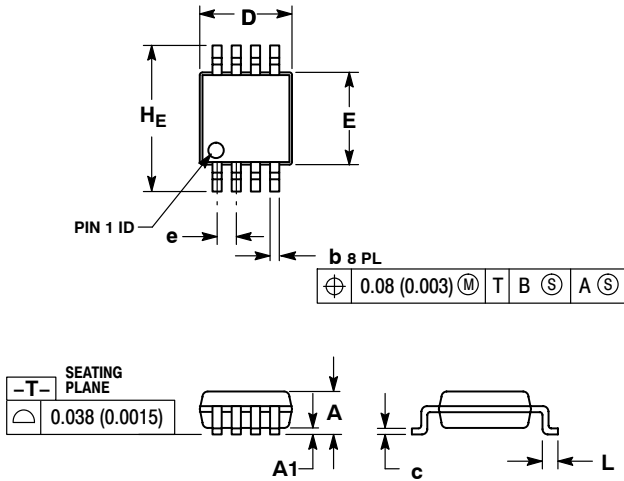 D
HE
E
PIN 1 ID
e
b 8 PL
⌖ 0.08 (0.003) Ⓜ T B Ⓢ A Ⓢ
–T– SEATING
PLANE
⌓ 0.038 (0.0015)
A
A1
c
L